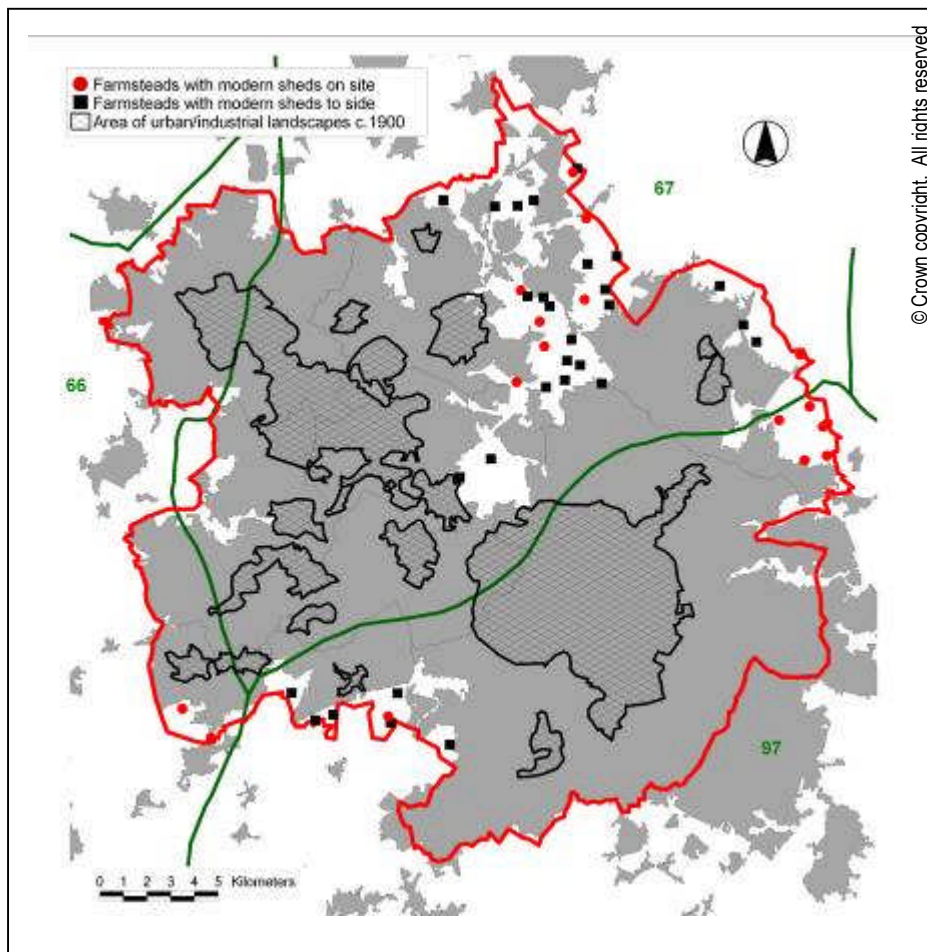 Farmsteads with modern sheds on site
Farmsteads with modern sheds to side
Area of urban/industrial landscapes c.1900
© Crown copyright. All rights reserved
67
66
97
0 1 2 3 4 5 Kilometers